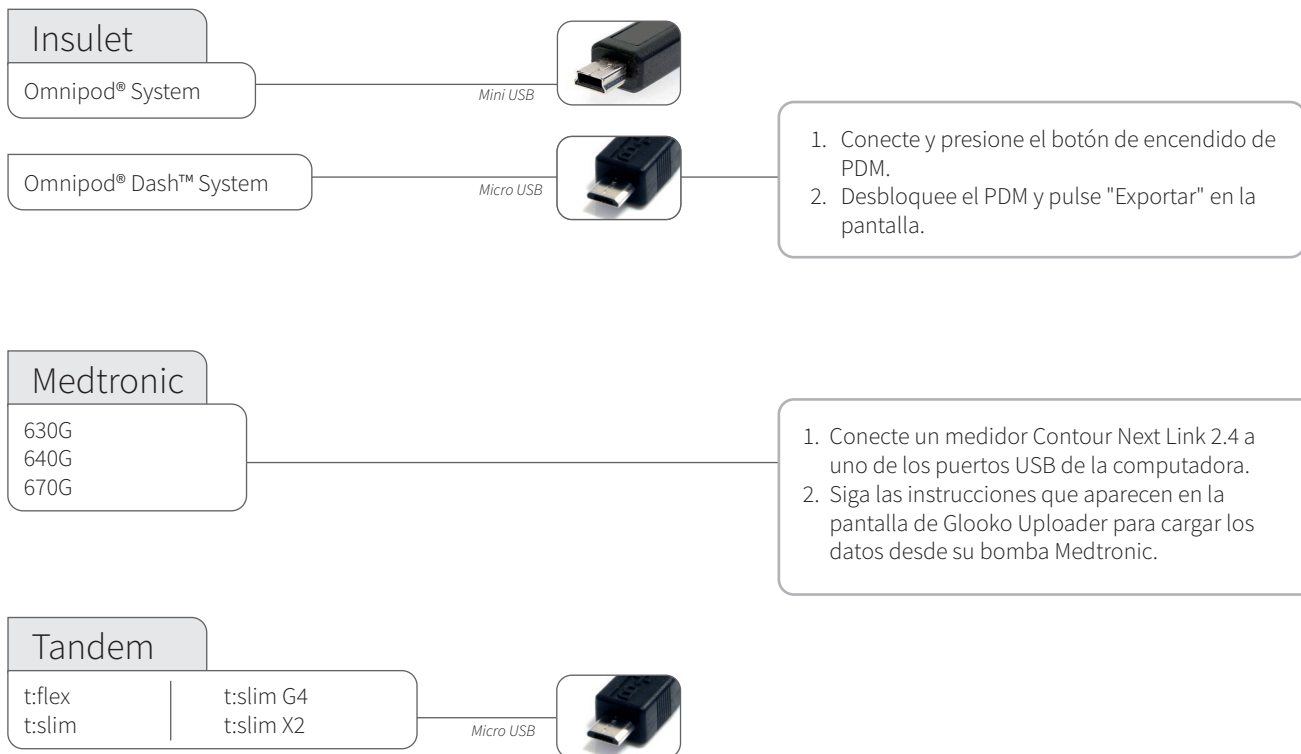 Insulet
Omnipod® System
Mini USB
Omnipod® Dash™ System
Micro USB
1. Conecte y presione el botón de encendido de
PDM.
2. Desbloquee el PDM y pulse "Exportar" en la
pantalla.
Medtronic
630G
640G
670G
1. Conecte un medidor Contour Next Link 2.4 a
uno de los puertos USB de la computadora.
2. Siga las instrucciones que aparecen en la
pantalla de Glooko Uploader para cargar los
datos desde su bomba Medtronic.
Tandem
t:flex
t:slim
t:slim G4
t:slim X2
Micro USB